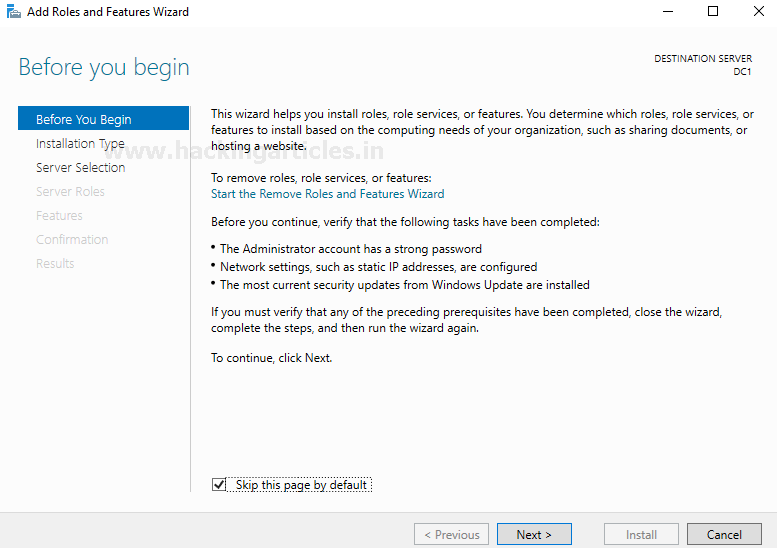 Add Roles and Features Wizard
Before you begin
DESTINATION SERVER
DC1
Before You Begin
Installation Type
Server Selection
Server Roles
Features
Confirmation
Results
www.hackingarticles.in
This wizard helps you install roles, role services, or features. You determine which roles, role services, or
features to install based on the computing needs of your organization, such as sharing documents, or
hosting a website.
To remove roles, role services, or features:
Start the Remove Roles and Features Wizard
Before you continue, verify that the following tasks have been completed:
• The Administrator account has a strong password
• Network settings, such as static IP addresses, are configured
• The most current security updates from Windows Update are installed
If you must verify that any of the preceding prerequisites have been completed, close the wizard,
complete the steps, and then run the wizard again.
To continue, click Next.
Skip this page by default
< Previous
Next >
Install
Cancel